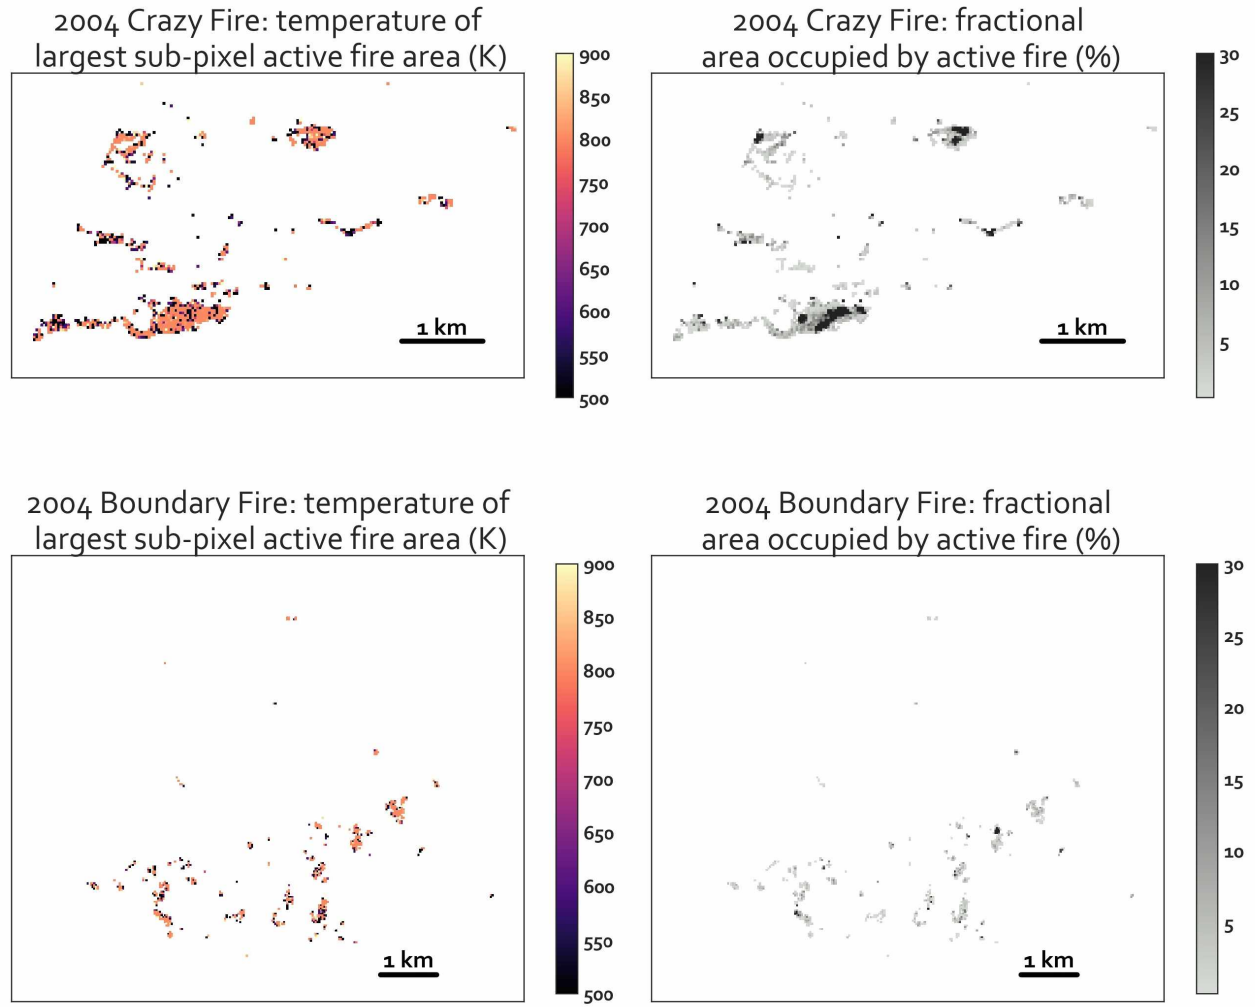 2004 Crazy Fire: temperature of
largest sub-pixel active fire area (K)
900
850
800
750
700
650
600
550
500
1 km
2004 Crazy Fire: fractional
area occupied by active fire (%)
30
25
20
15
10
5
1 km
2004 Boundary Fire: temperature of
largest sub-pixel active fire area (K)
900
850
800
750
700
650
600
550
500
1 km
2004 Boundary Fire: fractional
area occupied by active fire (%)
30
25
20
15
10
5
1 km